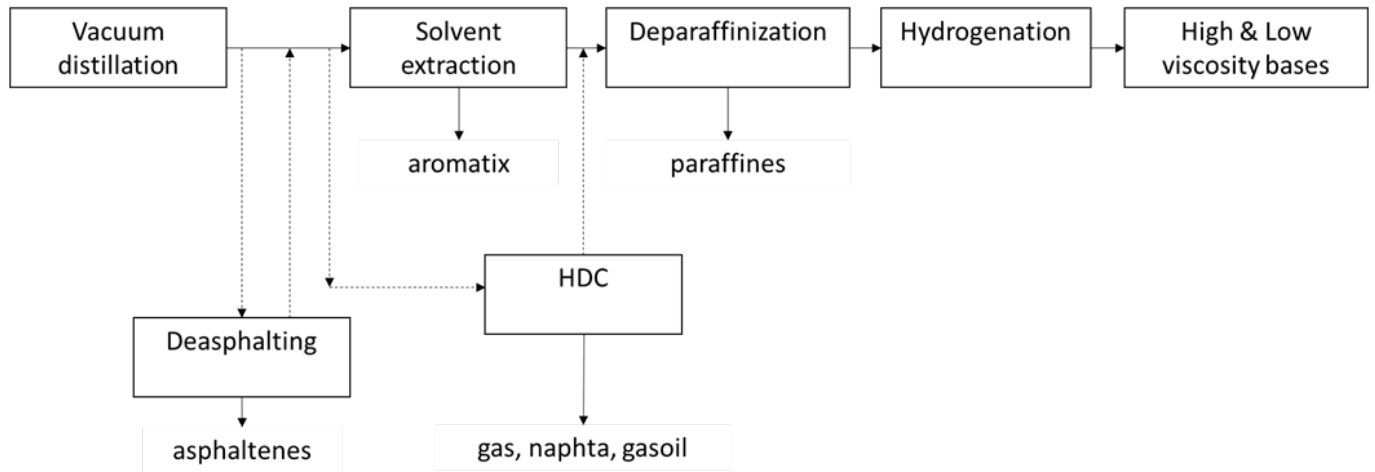 Vacuum
distillation
Solvent
extraction
Deparaffinization
Hydrogenation
High & Low
viscosity bases
aromatix
paraffines
HDC
Deasphalting
asphaltenes
gas, naphta, gasoil